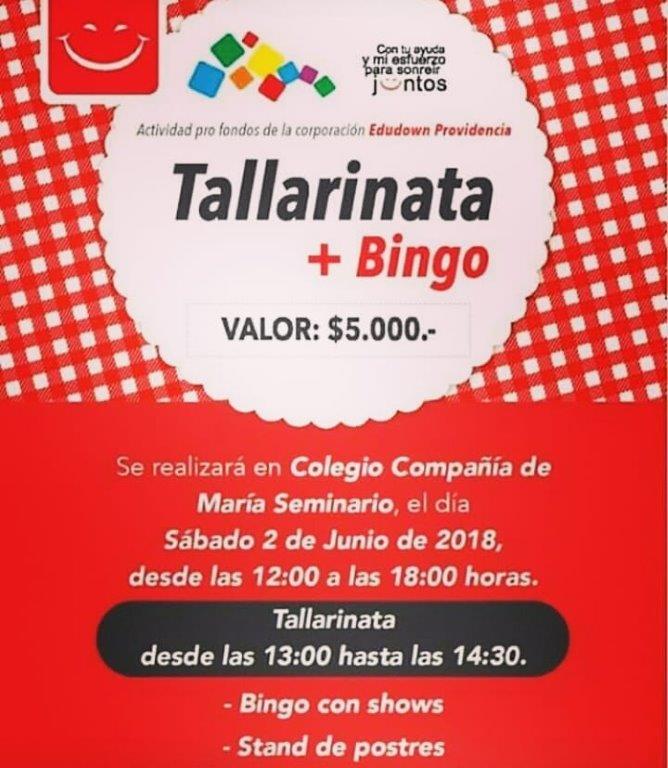 Con tu ayuda
y mi esfuerzo
para sonreir
juntos
Actividad pro fondos de la corporación Edudown Providencia
Tallarinata
+ Bingo
VALOR: $5.000.-
Se realizará en Colegio Compañía de
María Seminario, el día
Sábado 2 de Junio de 2018,
desde las 12:00 a las 18:00 horas.
Tallarinata
desde las 13:00 hasta las 14:30.
- Bingo con shows
- Stand de postres